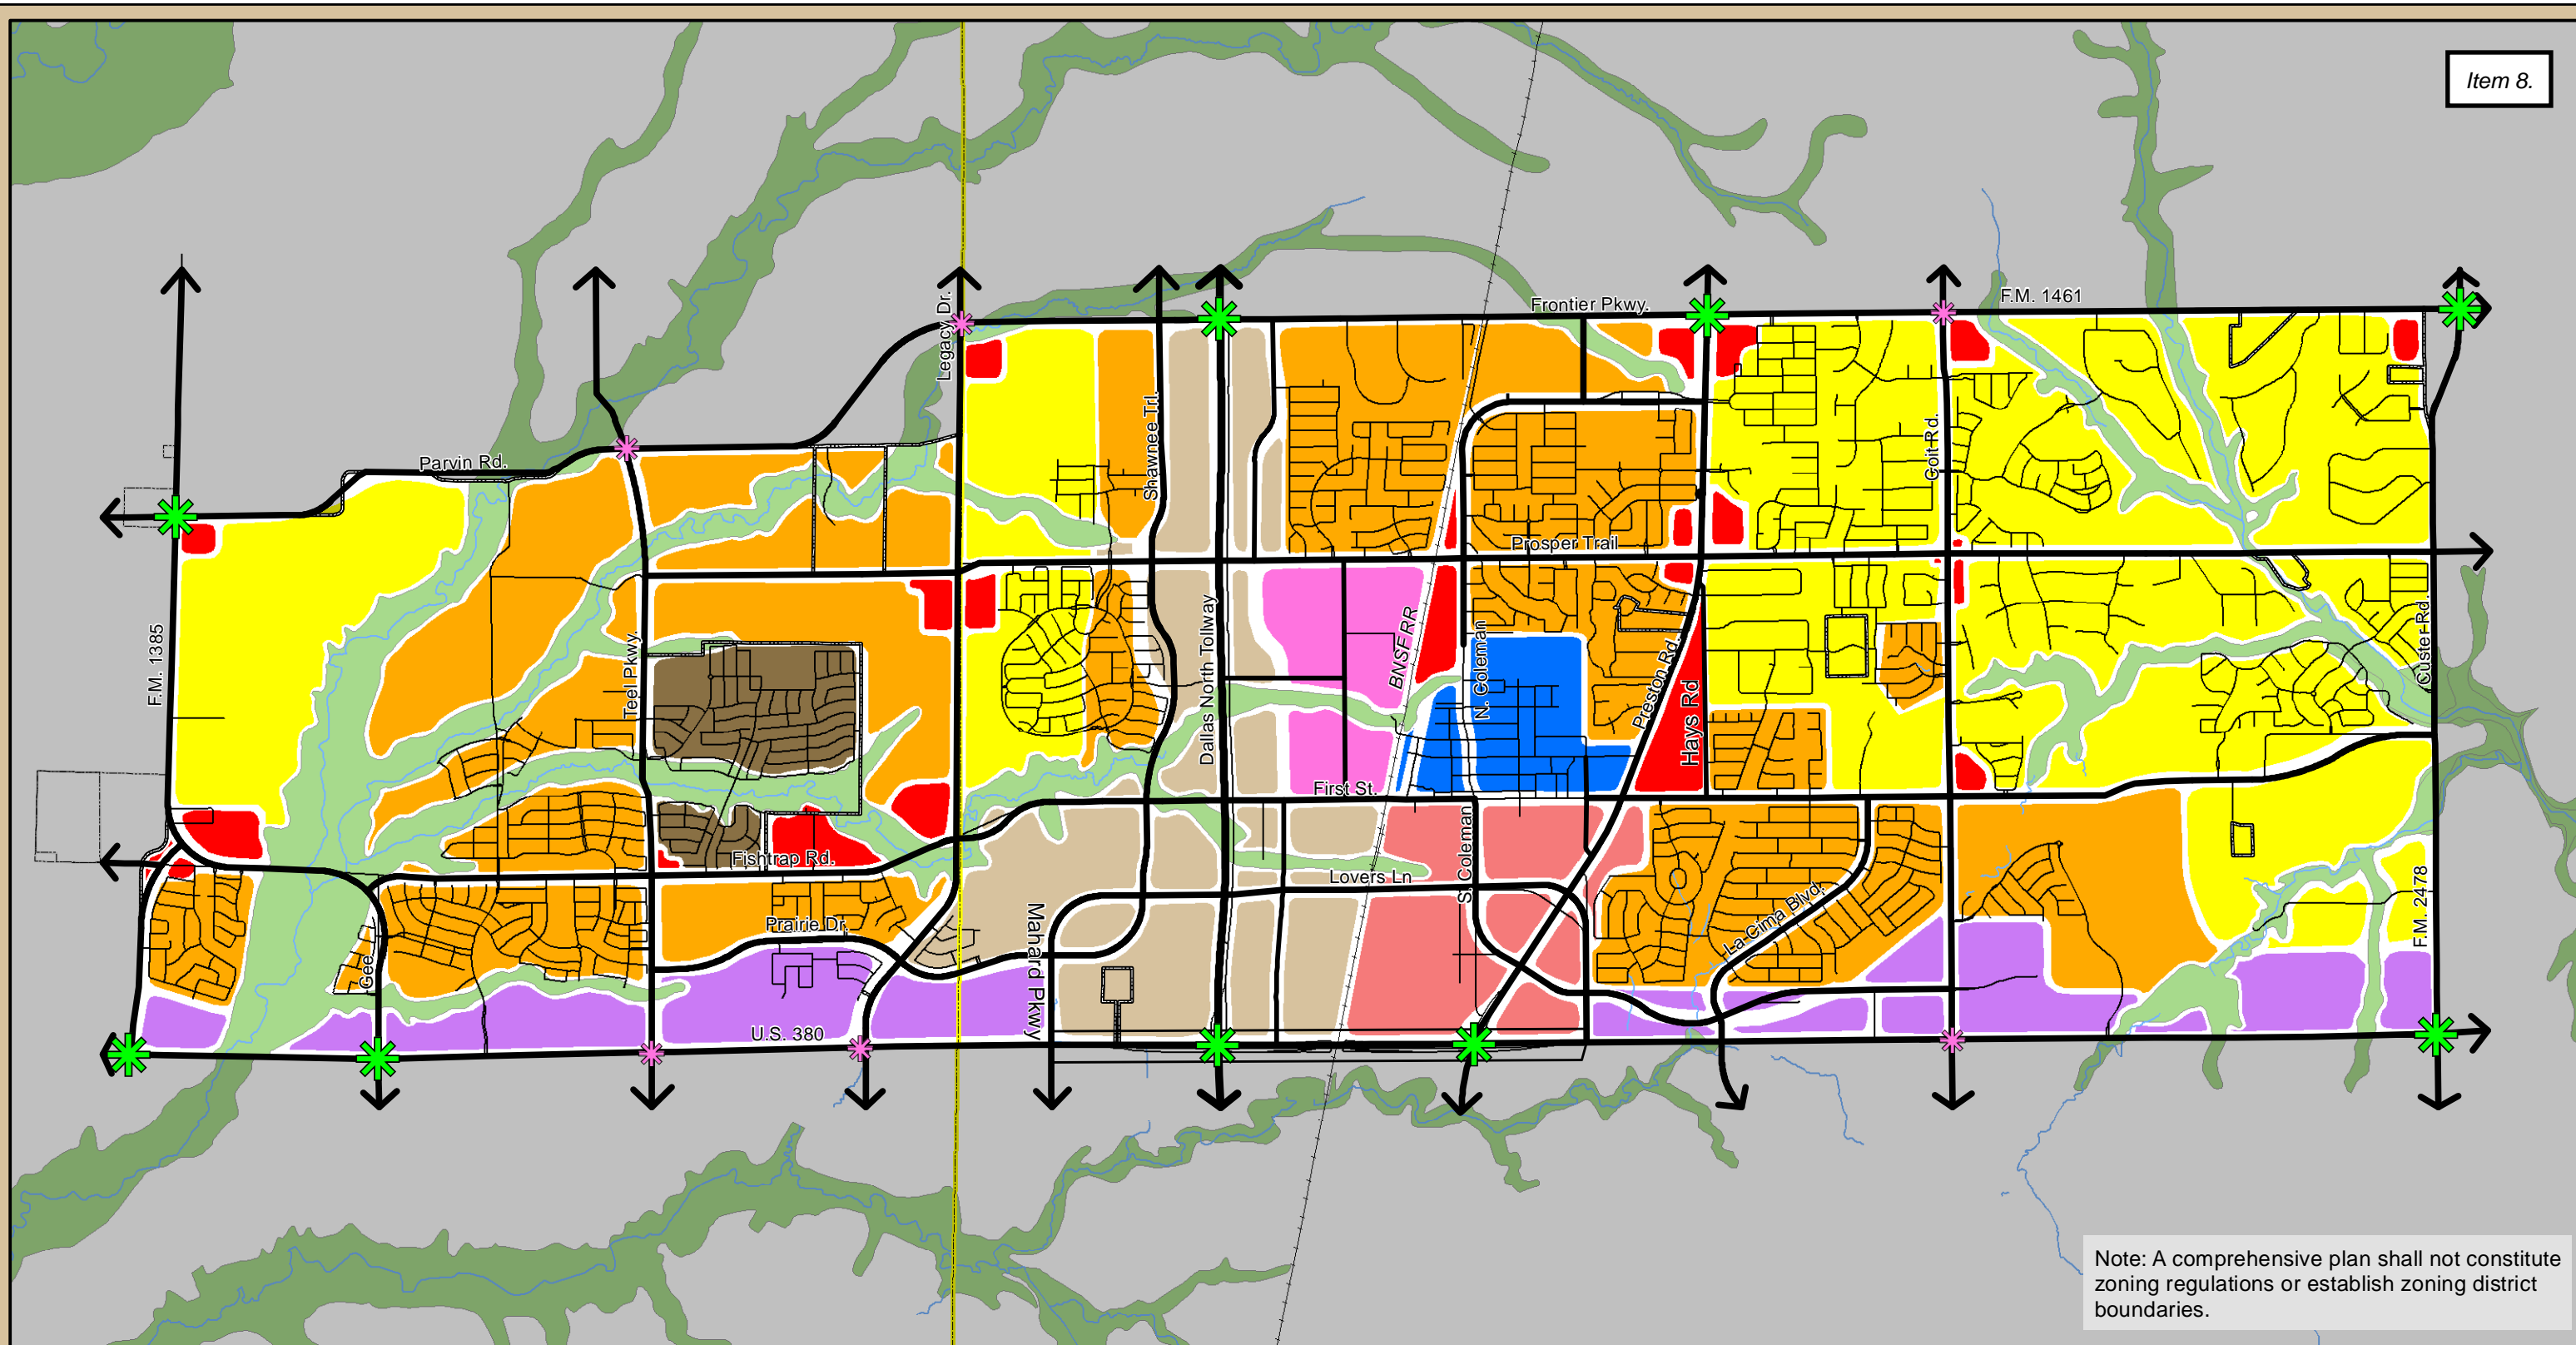 Item 8.
Legacy Dr.
Frontier Pkwy.
F.M. 1461
Parvin Rd.
Shawnee Trl.
Coit Rd.
Prosper Trail
F.M. 1385
Teel Pkwy.
Dallas North Tollway
BNSF RR
N. Coleman
Preston Rd.
Hays Rd
Custer Rd.
First St.
Fishtrap Rd.
Lovers Ln
S. Coleman
La Cima Blvd.
F.M. 2478
Prairie Dr.
Gee
Mahard Pkwy
U.S. 380
Note: A comprehensive plan shall not constitute
zoning regulations or establish zoning district
boundaries.